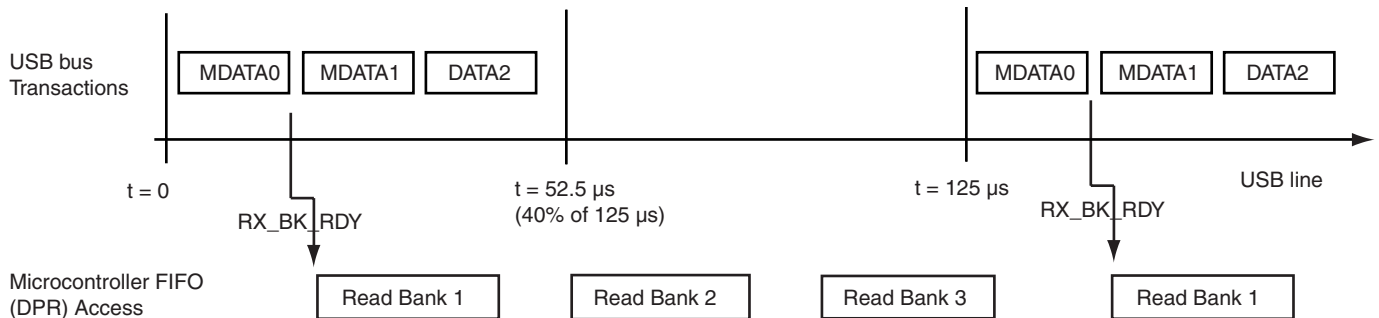 USB bus
Transactions
MDATA0 MDATA1 DATA2 MDATA0 MDATA1 DATA2
t = 0
t = 52.5 µs
(40% of 125 µs)
t = 125 µs
USB line
RX_BK_RDY
RX_BK_RDY
Microcontroller FIFO
(DPR) Access
Read Bank 1 Read Bank 2 Read Bank 3 Read Bank 1